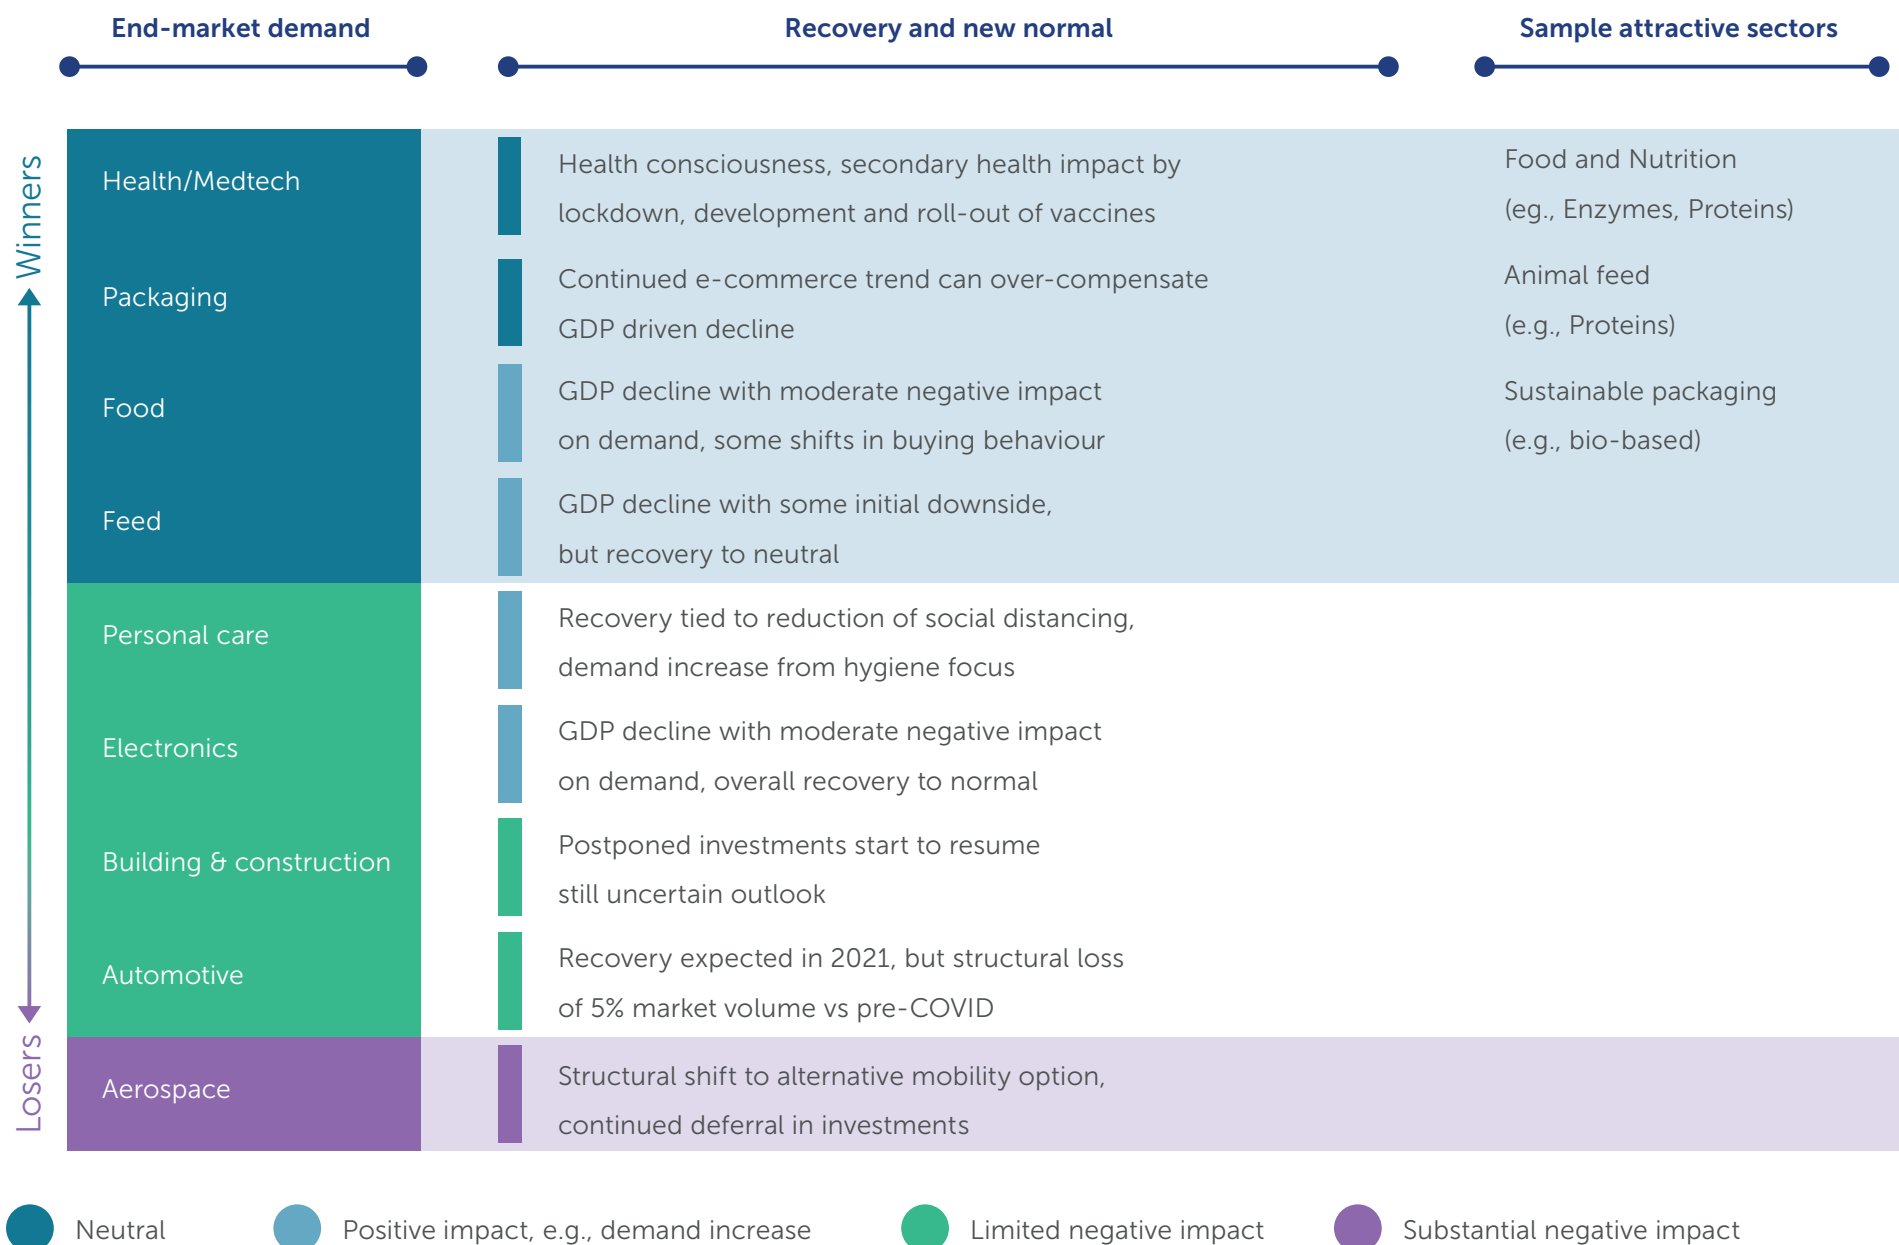 End-market demand
Recovery and new normal
Sample attractive sectors
Winners
Losers
Health/Medtech
Health consciousness, secondary health impact by
lockdown, development and roll-out of vaccines
Food and Nutrition
(eg., Enzymes, Proteins)
Packaging
Continued e-commerce trend can over-compensate
GDP driven decline
Animal feed
(e.g., Proteins)
Food
GDP decline with moderate negative impact
on demand, some shifts in buying behaviour
Sustainable packaging
(e.g., bio-based)
Feed
GDP decline with some initial downside,
but recovery to neutral
Personal care
Recovery tied to reduction of social distancing,
demand increase from hygiene focus
Electronics
GDP decline with moderate negative impact
on demand, overall recovery to normal
Building & construction
Postponed investments start to resume
still uncertain outlook
Automotive
Recovery expected in 2021, but structural loss
of 5% market volume vs pre-COVID
Aerospace
Structural shift to alternative mobility option,
continued deferral in investments
Neutral
Positive impact, e.g., demand increase
Limited negative impact
Substantial negative impact